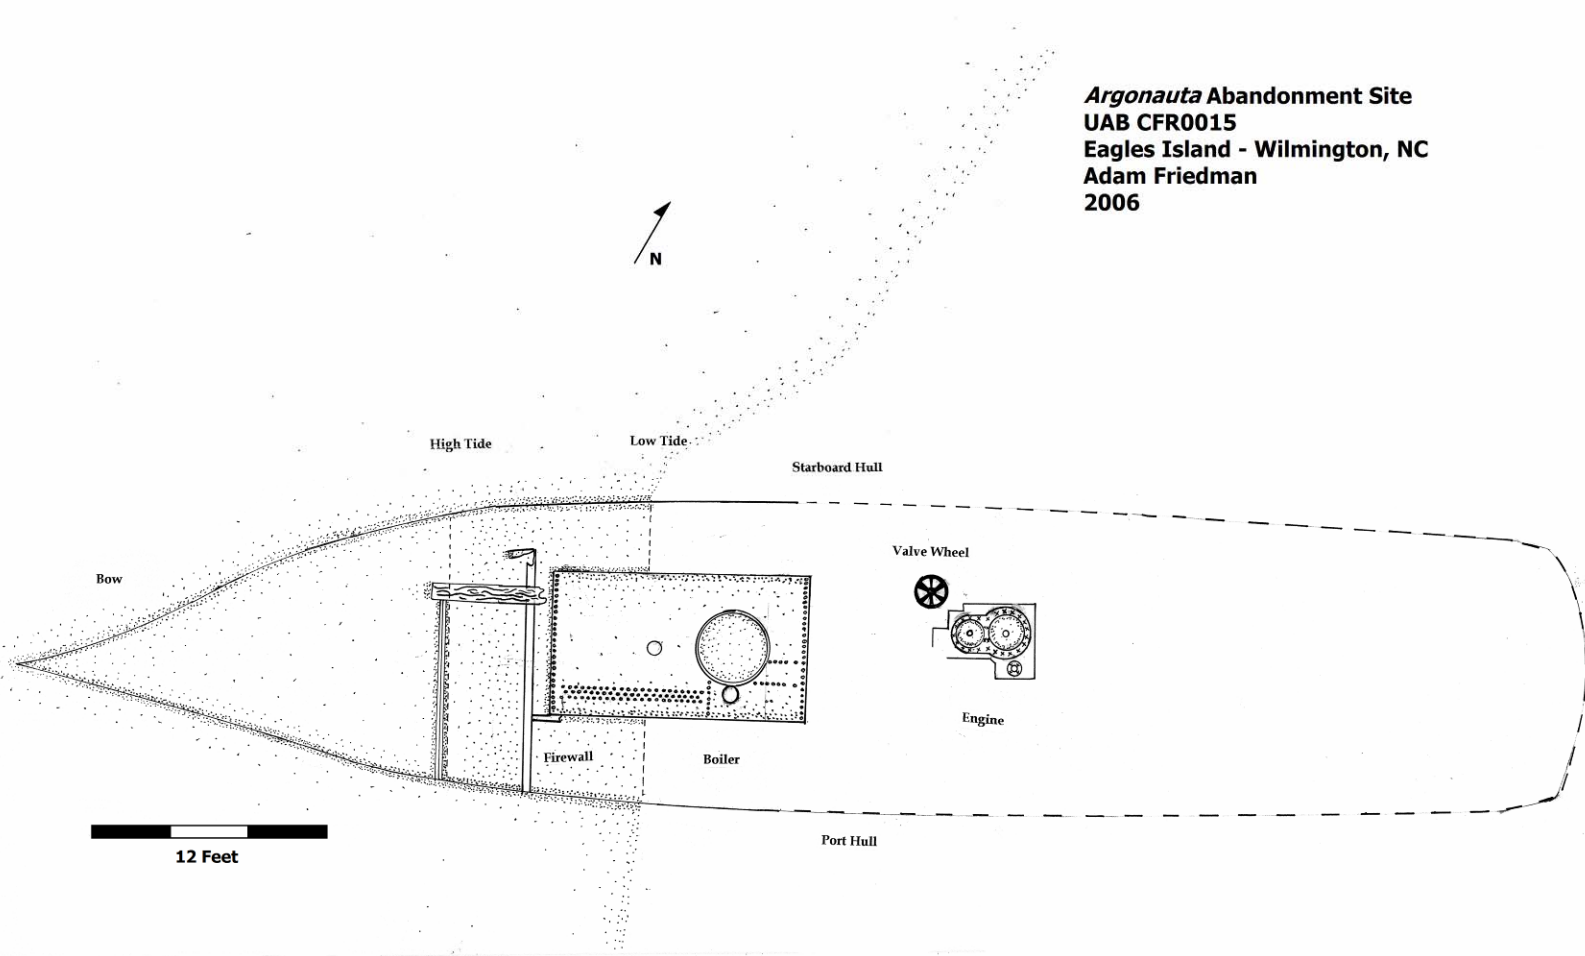 Argonauta Abandonment Site
UAB CFR0015
Eagles Island - Wilmington, NC
Adam Friedman
2006
N
High Tide
Low Tide
Starboard Hull
Valve Wheel
Bow
Engine
Firewall
Boiler
Port Hull
12 Feet